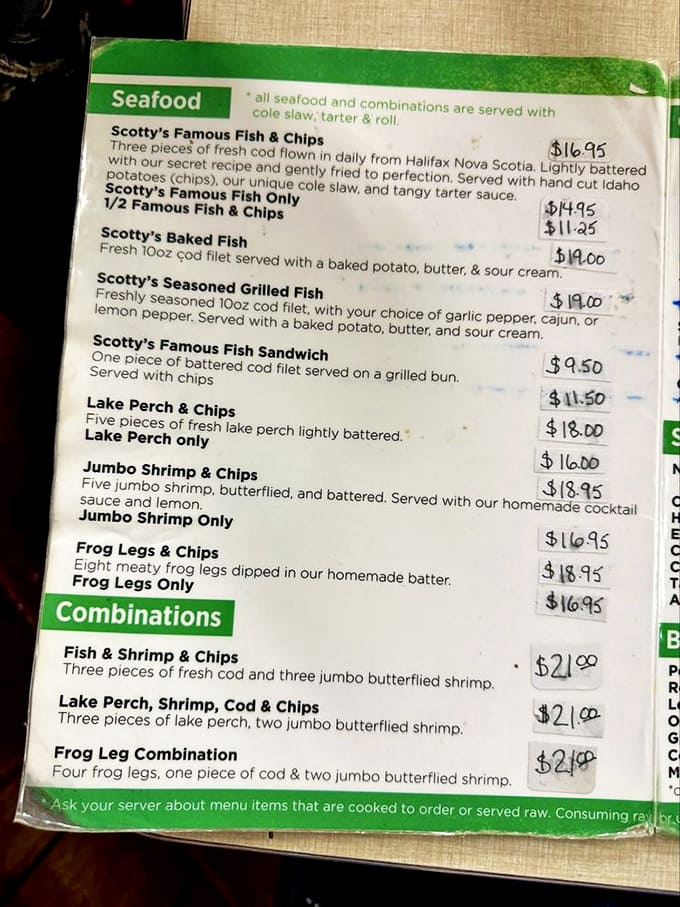 Seafood
* all seafood and combinations are served with
cole slaw, tarter & roll.
Scotty's Famous Fish & Chips $16.95
Three pieces of fresh cod flown in daily from Halifax Nova Scotia. Lightly battered
with our secret recipe and gently fried to perfection. Served with hand cut Idaho
potatoes (chips), our unique cole slaw, and tangy tarter sauce.
Scotty's Famous Fish Only $14.95
1/2 Famous Fish & Chips $11.25
Scotty's Baked Fish $19.00
Fresh 10oz cod filet served with a baked potato, butter, & sour cream.
Scotty's Seasoned Grilled Fish $19.00
Freshly seasoned 10oz cod filet, with your choice of garlic pepper, cajun, or
lemon pepper. Served with a baked potato, butter, and sour cream.
Scotty's Famous Fish Sandwich $9.50
One piece of battered cod filet served on a grilled bun.
Served with chips $11.50
Lake Perch & Chips $18.00
Five pieces of fresh lake perch lightly battered.
Lake Perch only $16.00
Jumbo Shrimp & Chips $18.95
Five jumbo shrimp, butterflied, and battered. Served with our homemade cocktail
sauce and lemon.
Jumbo Shrimp Only $16.95
Frog Legs & Chips $18.95
Eight meaty frog legs dipped in our homemade batter.
Frog Legs Only $16.95
Combinations
Fish & Shrimp & Chips $21.00
Three pieces of fresh cod and three jumbo butterflied shrimp.
Lake Perch, Shrimp, Cod & Chips $21.00
Three pieces of lake perch, two jumbo butterflied shrimp.
Frog Leg Combination $21.00
Four frog legs, one piece of cod & two jumbo butterflied shrimp.
*Ask your server about menu items that are cooked to order or served raw. Consuming